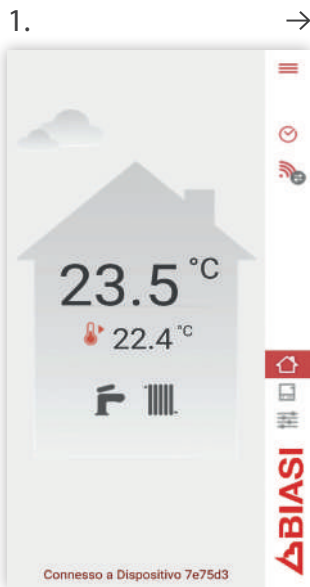 1.
23.5 °C
22.4 °C
BIASI
Connesso a Dispositivo 7e75d3